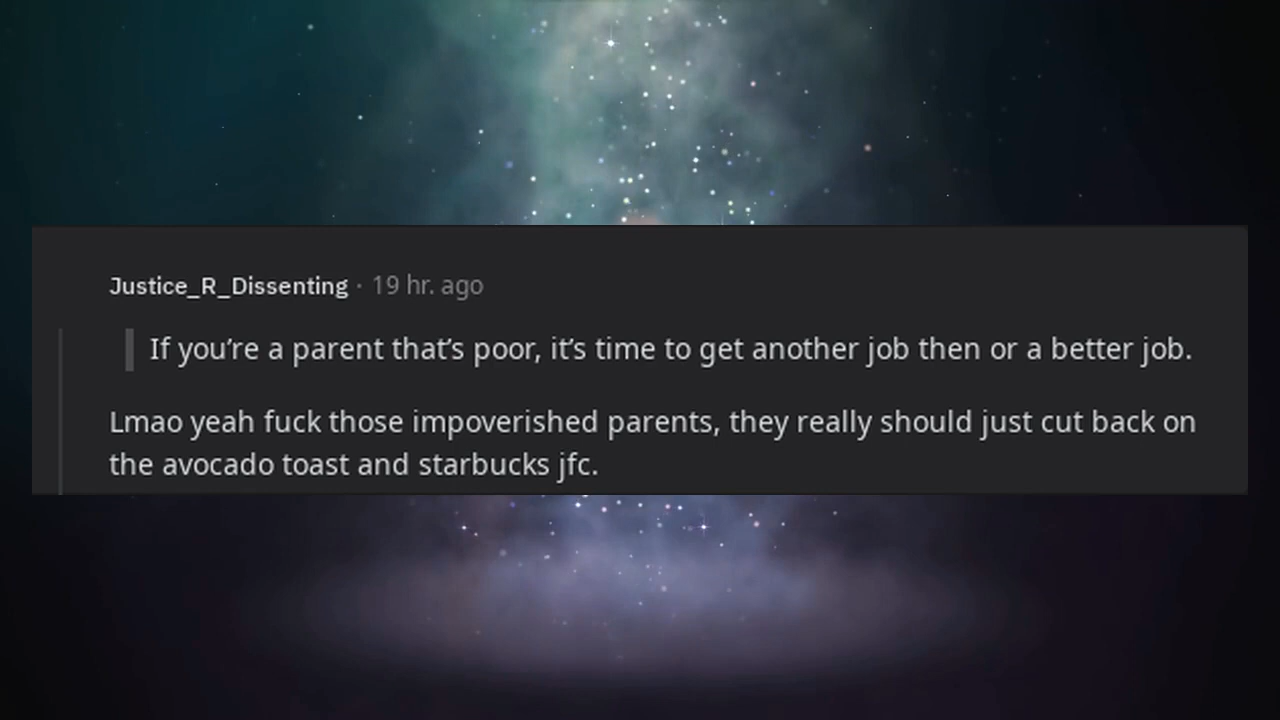 Justice_R_Dissenting · 19 hr. ago
If you’re a parent that’s poor, it’s time to get another job then or a better job.
Lmao yeah fuck those impoverished parents, they really should just cut back on
the avocado toast and starbucks jfc.